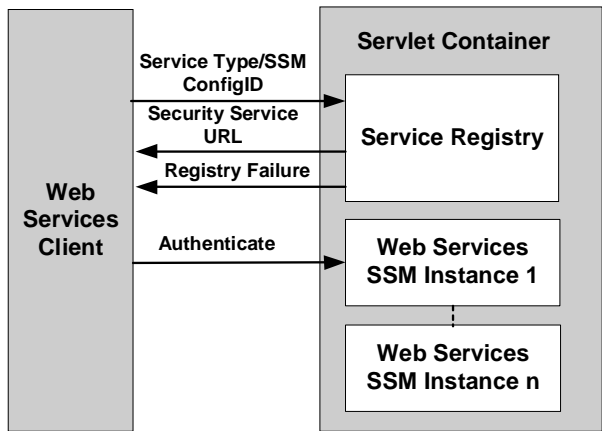 Servlet Container
Service Type/SSM
ConfigID
Security Service
URL
Service Registry
Registry Failure
Web
Services
Client
Authenticate
Web Services
SSM Instance 1
Web Services
SSM Instance n